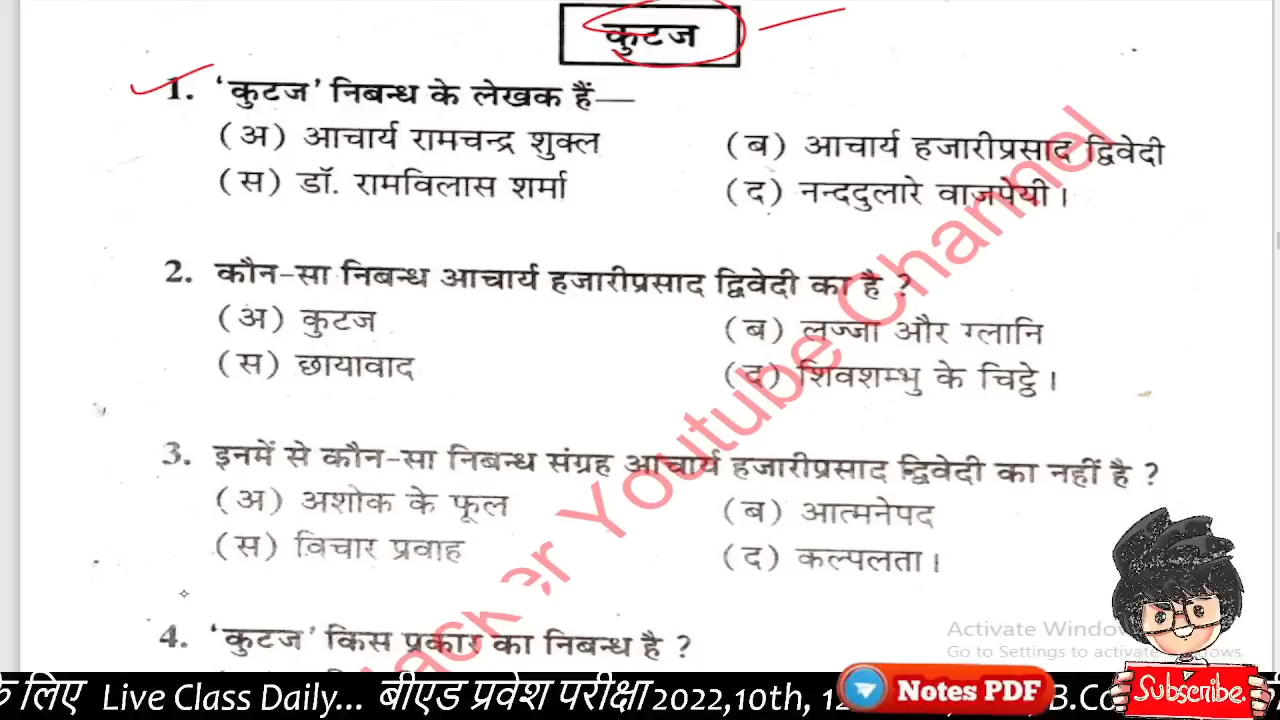 कुटज
1. 'कुटज' निबन्ध के लेखक हैं—
(अ) आचार्य रामचन्द्र शुक्ल (ब) आचार्य हजारीप्रसाद द्विवेदी
(स) डॉ. रामविलास शर्मा (द) नन्ददुलारे वाजपेयी।
2. कौन-सा निबन्ध आचार्य हजारीप्रसाद द्विवेदी का है ?
(अ) कुटज (ब) लज्जा और ग्लानि
(स) छायावाद (द) शिवशम्भु के चिट्ठे।
3. इनमें से कौन-सा निबन्ध संग्रह आचार्य हजारीप्रसाद द्विवेदी का नहीं है ?
(अ) अशोक के फूल (ब) आत्मनेपद
(स) विचार प्रवाह (द) कल्पलता।
4. 'कुटज' किस प्रकार का निबन्ध है ?
Youtube Channel
Activate Windows
Go to Settings to activate Windows.
के लिए Live Class Daily... बीएड प्रवेश परीक्षा 2022,10th, B.Co
Notes PDF
Subscribe